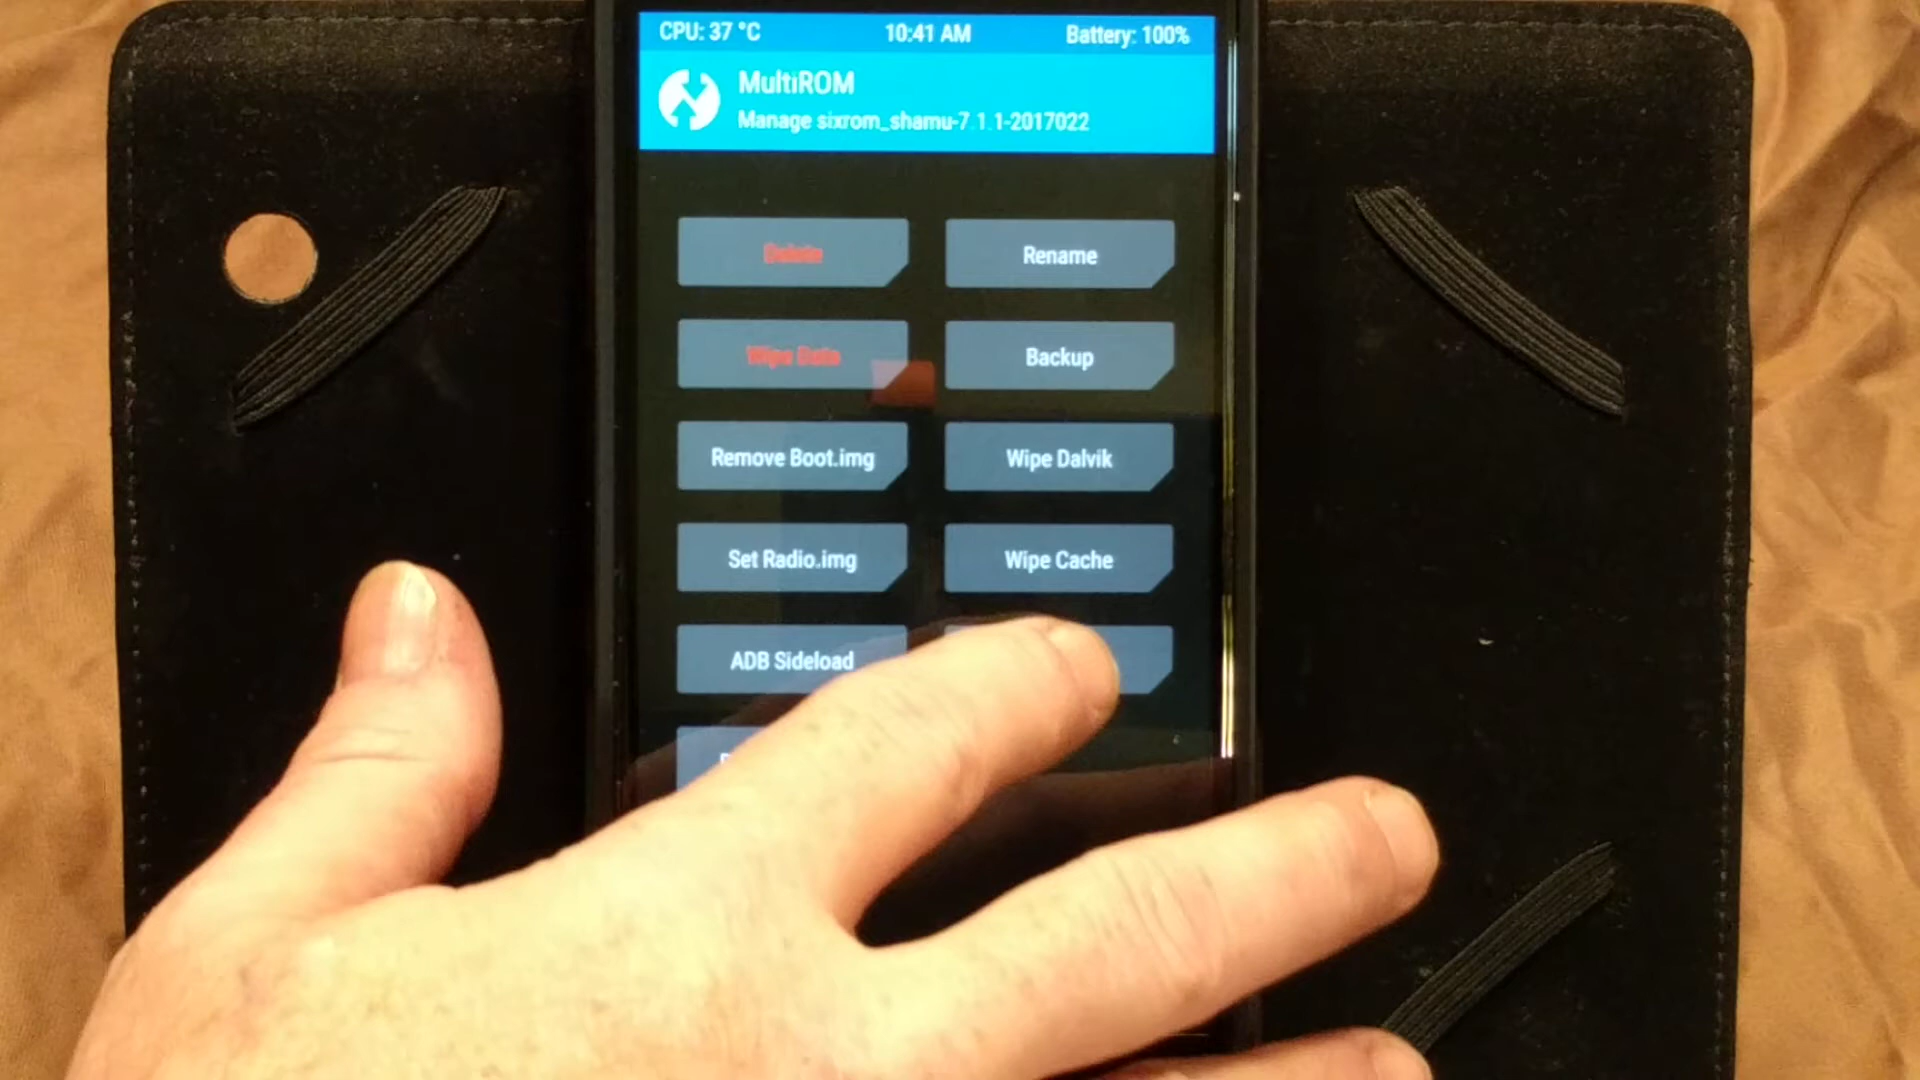 CPU: 37 °C 10:41 AM Battery: 100%
MultiROM
Manage sixrom_shamu-7.1.1-2017022
Delete Rename
Wipe Data Backup
Remove Boot.img Wipe Dalvik
Set Radio.img Wipe Cache
ADB Sideload